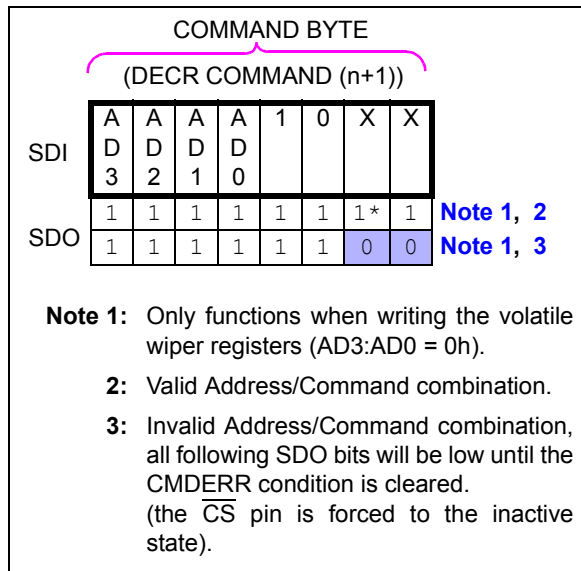 COMMAND BYTE
(DECR COMMAND (n+1))
SDI
A A A A 1 0 X X
D D D D
3 2 1 0
1 1 1 1 1 1 1* 1 Note 1, 2
SDO
1 1 1 1 1 1 0 0 Note 1, 3
Note 1: Only functions when writing the volatile
wiper registers (AD3:AD0 = 0h).
2: Valid Address/Command combination.
3: Invalid Address/Command combination,
all following SDO bits will be low until the
CMDERR condition is cleared.
(the CS pin is forced to the inactive
state).